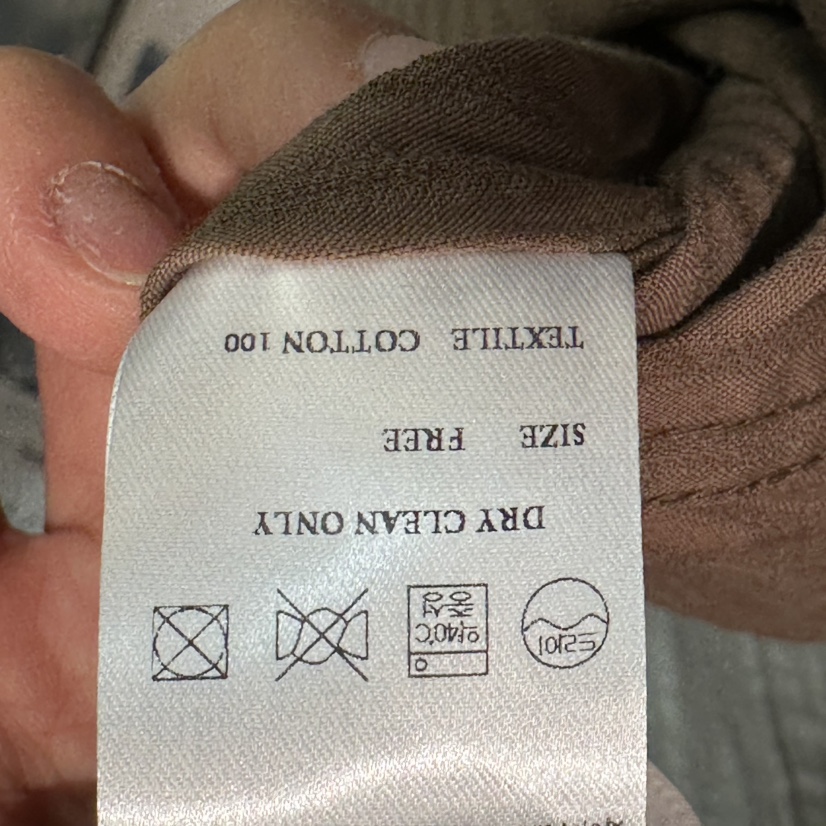 TEXTILE COTTON 100
SIZE FREE
DRY CLEAN ONLY
드라이
약40℃